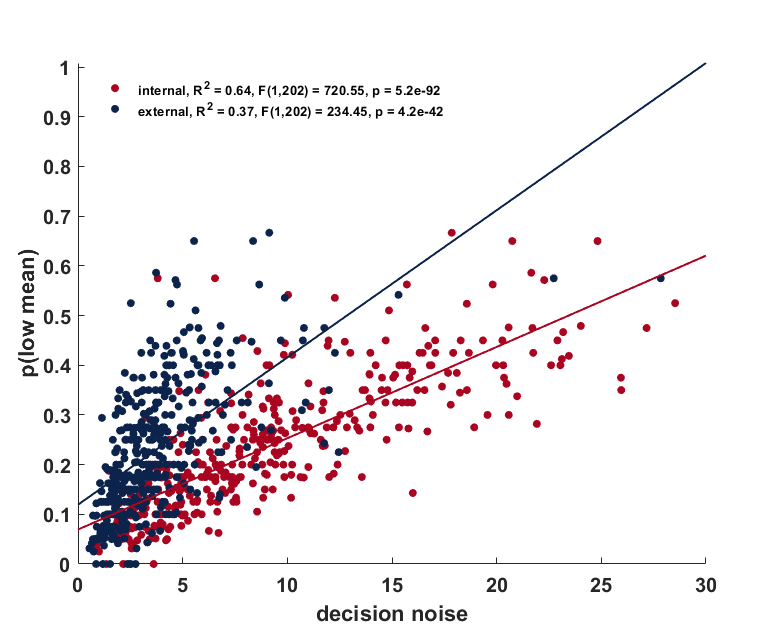 internal, R2 = 0.64, F(1,202) = 720.55, p = 5.2e-92
external, R2 = 0.37, F(1,202) = 234.45, p = 4.2e-42
1
0.9
0.8
0.7
0.6
0.5
0.4
0.3
0.2
0.1
0
p(low mean)
0 5 10 15 20 25 30
decision noise